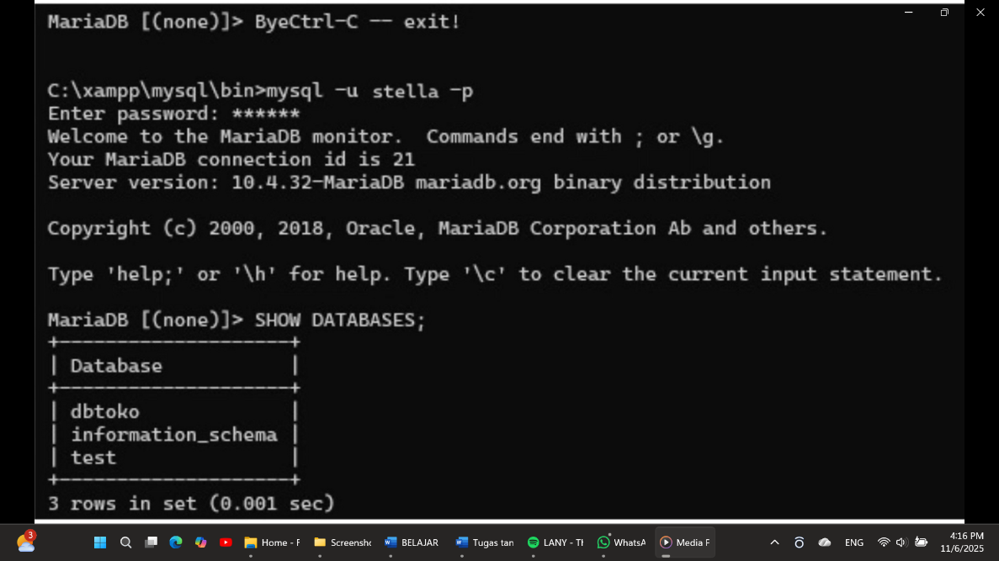 MariaDB [(none)]> ByeCtrl-C -- exit!
C:\xampp\mysql\bin>mysql -u stella -p
Enter password: ******
Welcome to the MariaDB monitor.  Commands end with ; or \g.
Your MariaDB connection id is 21
Server version: 10.4.32-MariaDB mariadb.org binary distribution
Copyright (c) 2000, 2018, Oracle, MariaDB Corporation Ab and others.
Type 'help;' or '\h' for help. Type '\c' to clear the current input statement.
MariaDB [(none)]> SHOW DATABASES;
+--------------------+
| Database           |
+--------------------+
| dbtoko             |
| information_schema |
| test               |
+--------------------+
3 rows in set (0.001 sec)
3
Home - F
Screensho
BELAJAR
Tugas tan
LANY - Th
WhatsA
Media F
ENG
4:16 PM
11/6/2025